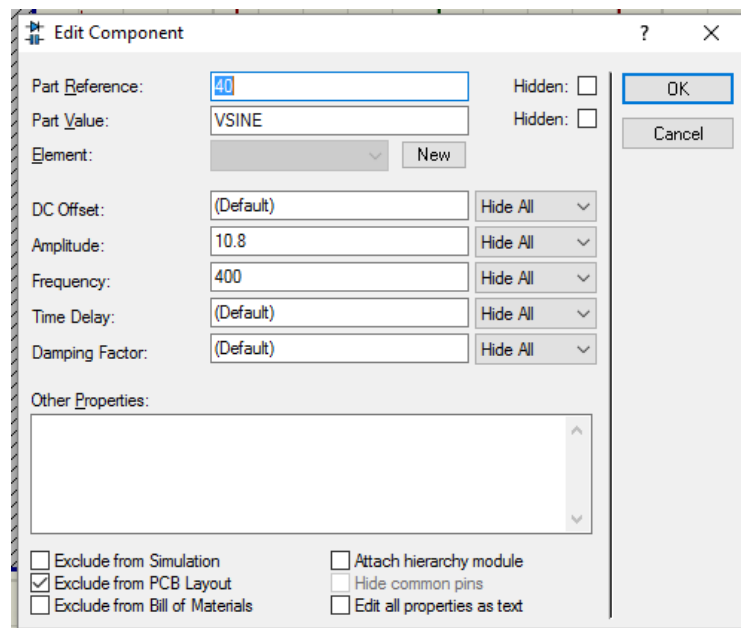 Edit Component ?
Part Reference: 40 Hidden: OK
Part Value: VSINE Hidden: Cancel
Element: New
DC Offset: (Default) Hide All
Amplitude: 10.8 Hide All
Frequency: 400 Hide All
Time Delay: (Default) Hide All
Damping Factor: (Default) Hide All
Other Properties:
Exclude from Simulation Attach hierarchy module
Exclude from PCB Layout Hide common pins
Exclude from Bill of Materials Edit all properties as text